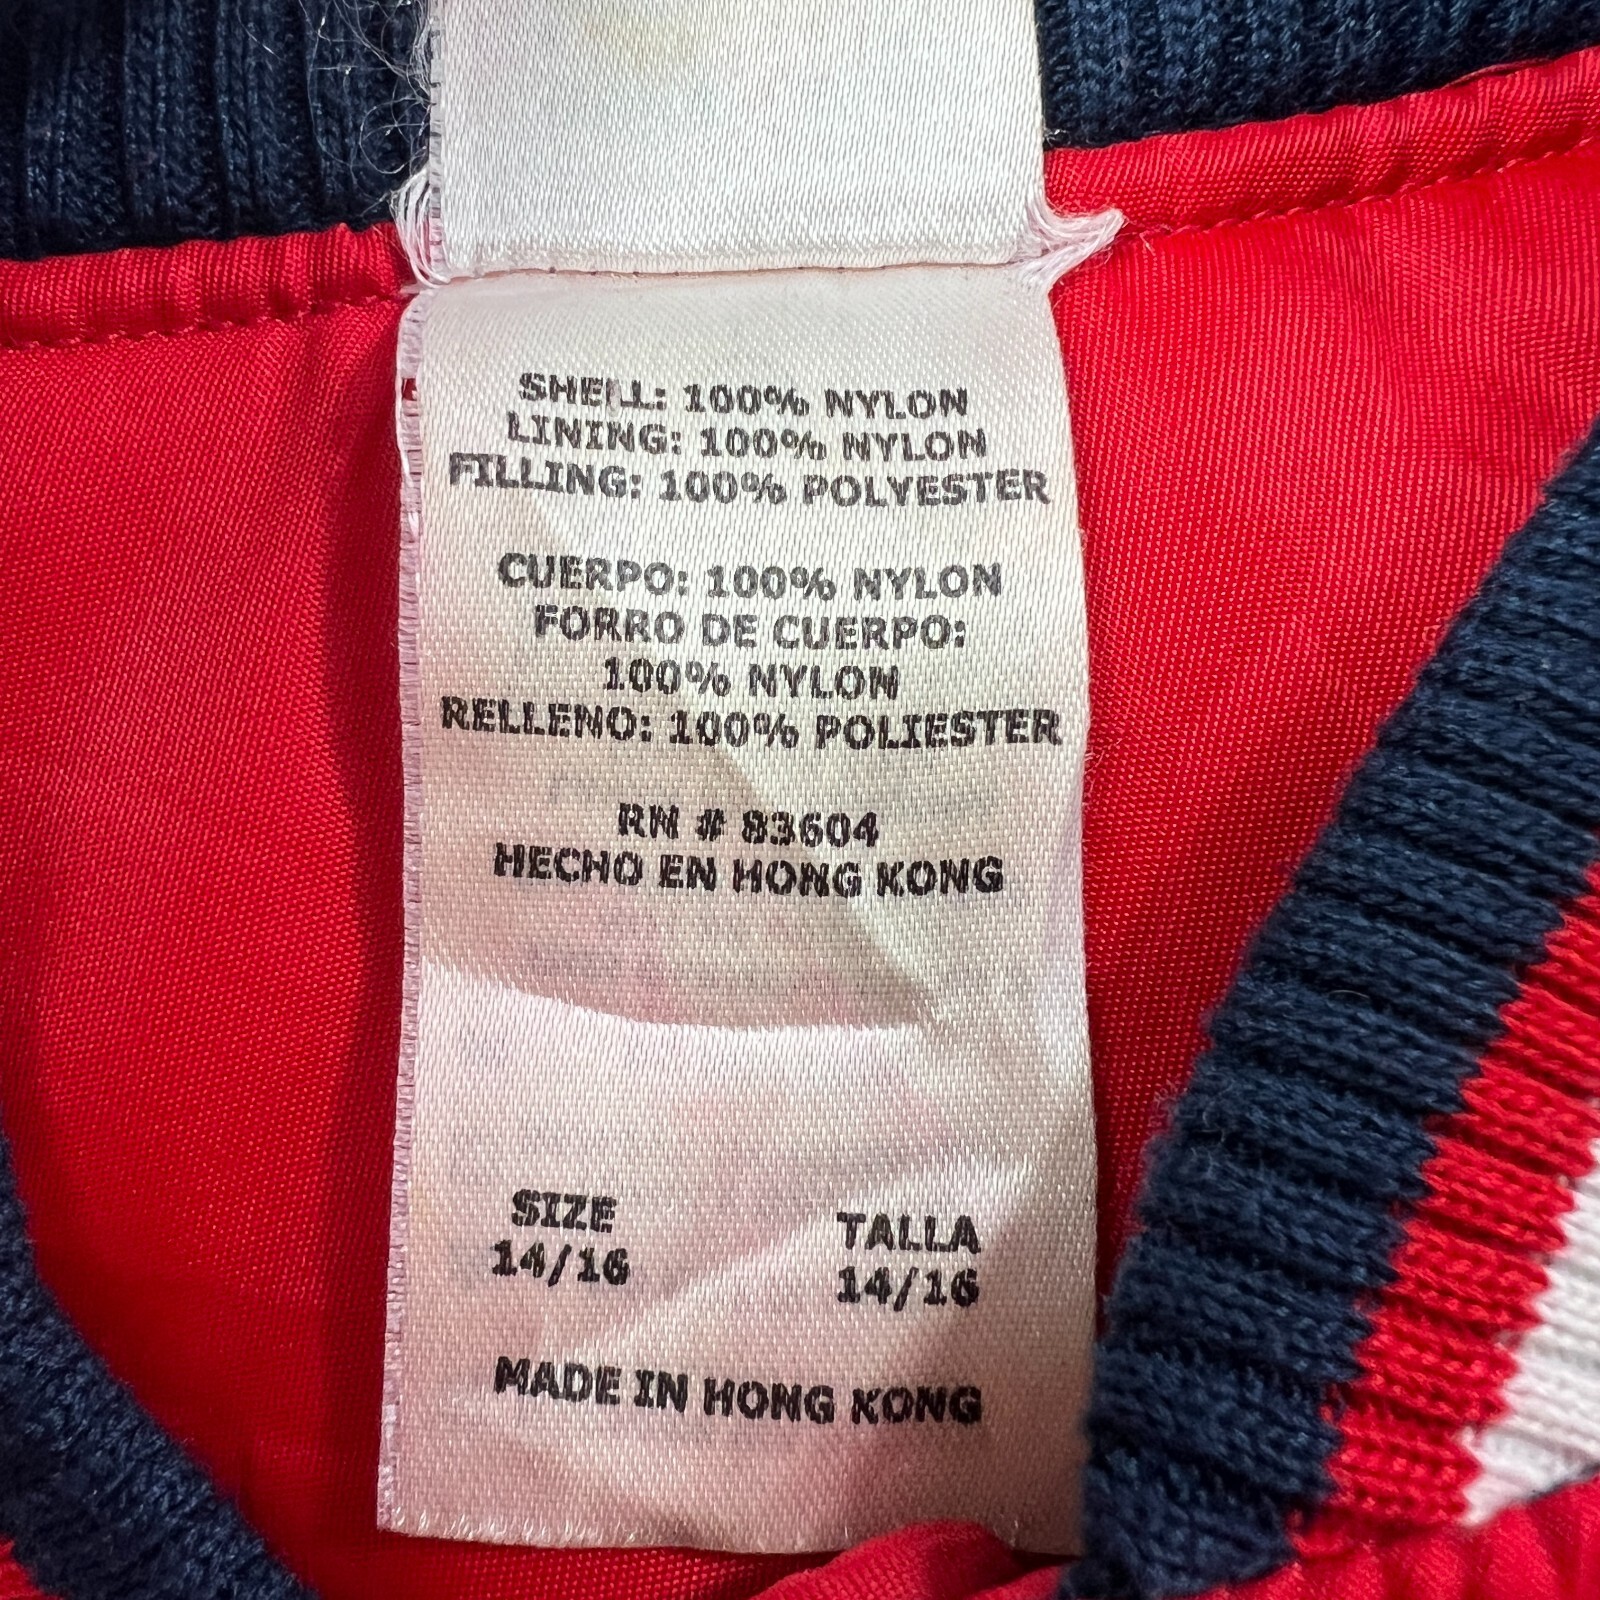 SHELL: 100% NYLON
LINING: 100% NYLON
FILLING: 100% POLYESTER
CUERPO: 100% NYLON
FORRO DE CUERPO:
100% NYLON
RELLENO: 100% POLIESTER
RN # 83604
HECHO EN HONG KONG
SIZE TALLA
14/16 14/16
MADE IN HONG KONG